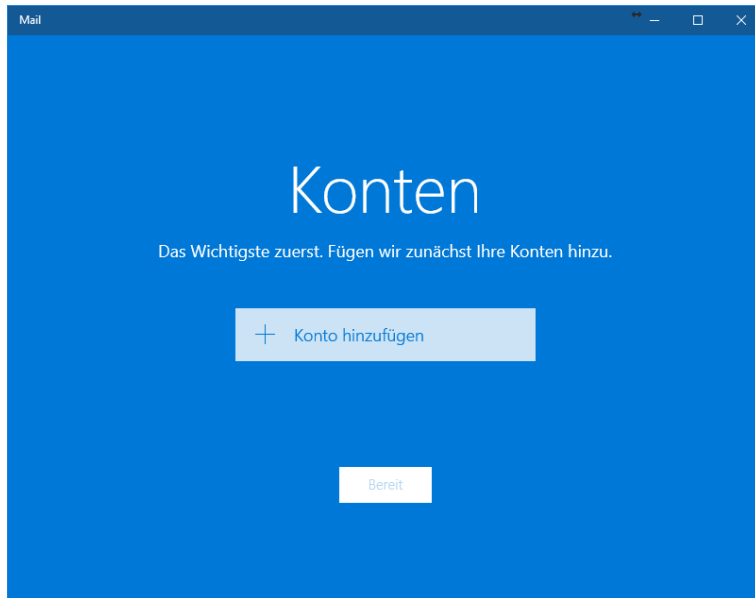 Mail
Konten
Das Wichtigste zuerst. Fügen wir zunächst Ihre Konten hinzu.
Konto hinzufügen
Bereit